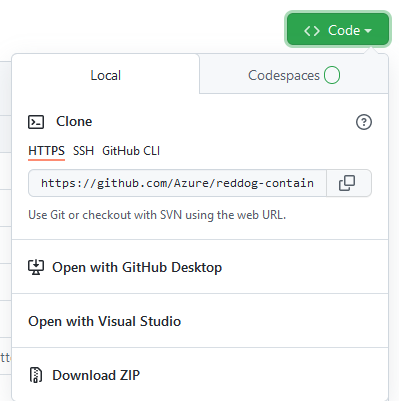 Code
Local Codespaces
Clone
HTTPS SSH GitHub CLI
https://github.com/Azure/reddog-contain
Use Git or checkout with SVN using the web URL.
Open with GitHub Desktop
Open with Visual Studio
Download ZIP